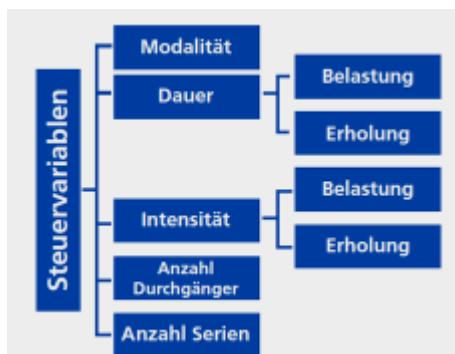 Steuervariablen
Modalität
Dauer
Belastung
Erholung
Intensität
Belastung
Erholung
Anzahl
Durchgänger
Anzahl Serien